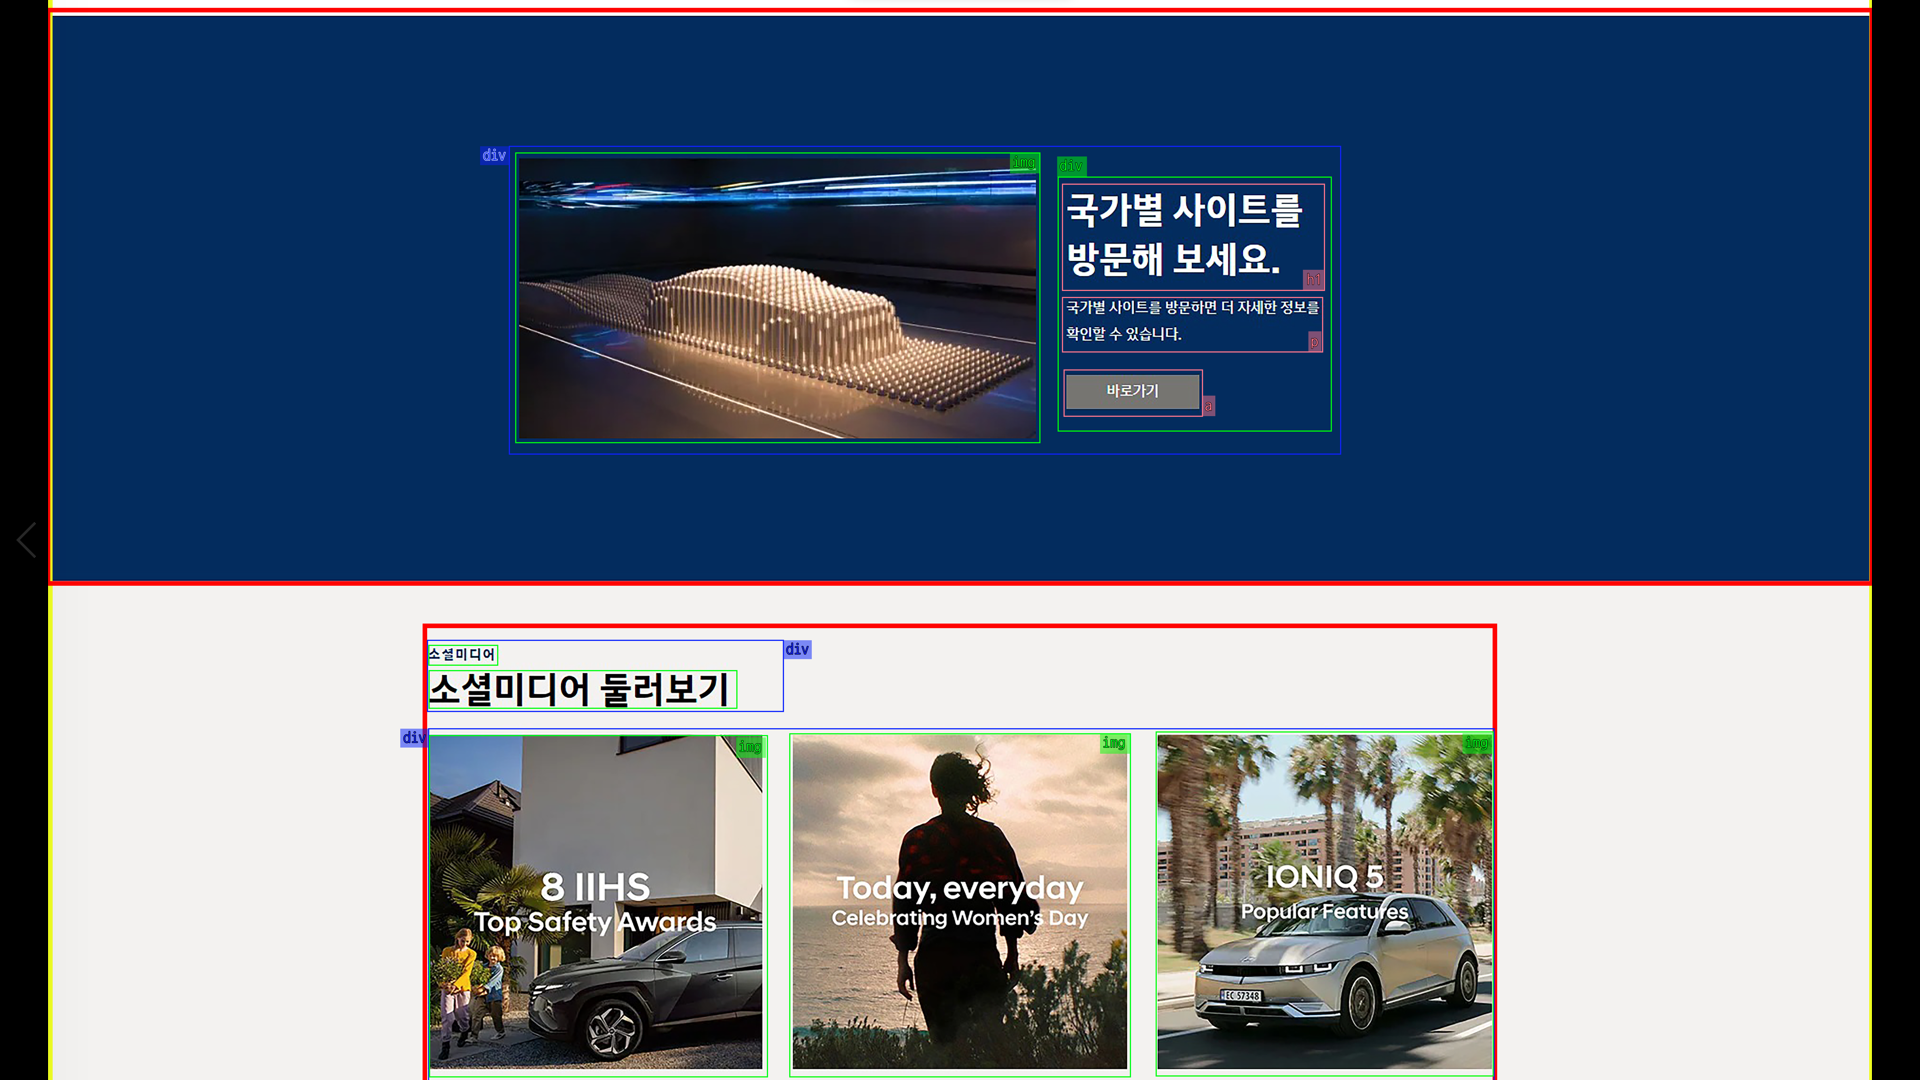 div
img
div
국가별 사이트를
방문해 보세요.
h1
국가별 사이트를 방문하면 더 자세한 정보를
확인할 수 있습니다.
p
바로가기
a
소셜미디어
div
소셜미디어 둘러보기
div
img
img
img
8 IIHS
Top Safety Awards
Today, everyday
Celebrating Women's Day
IONIQ 5
Popular Features
EC 57348